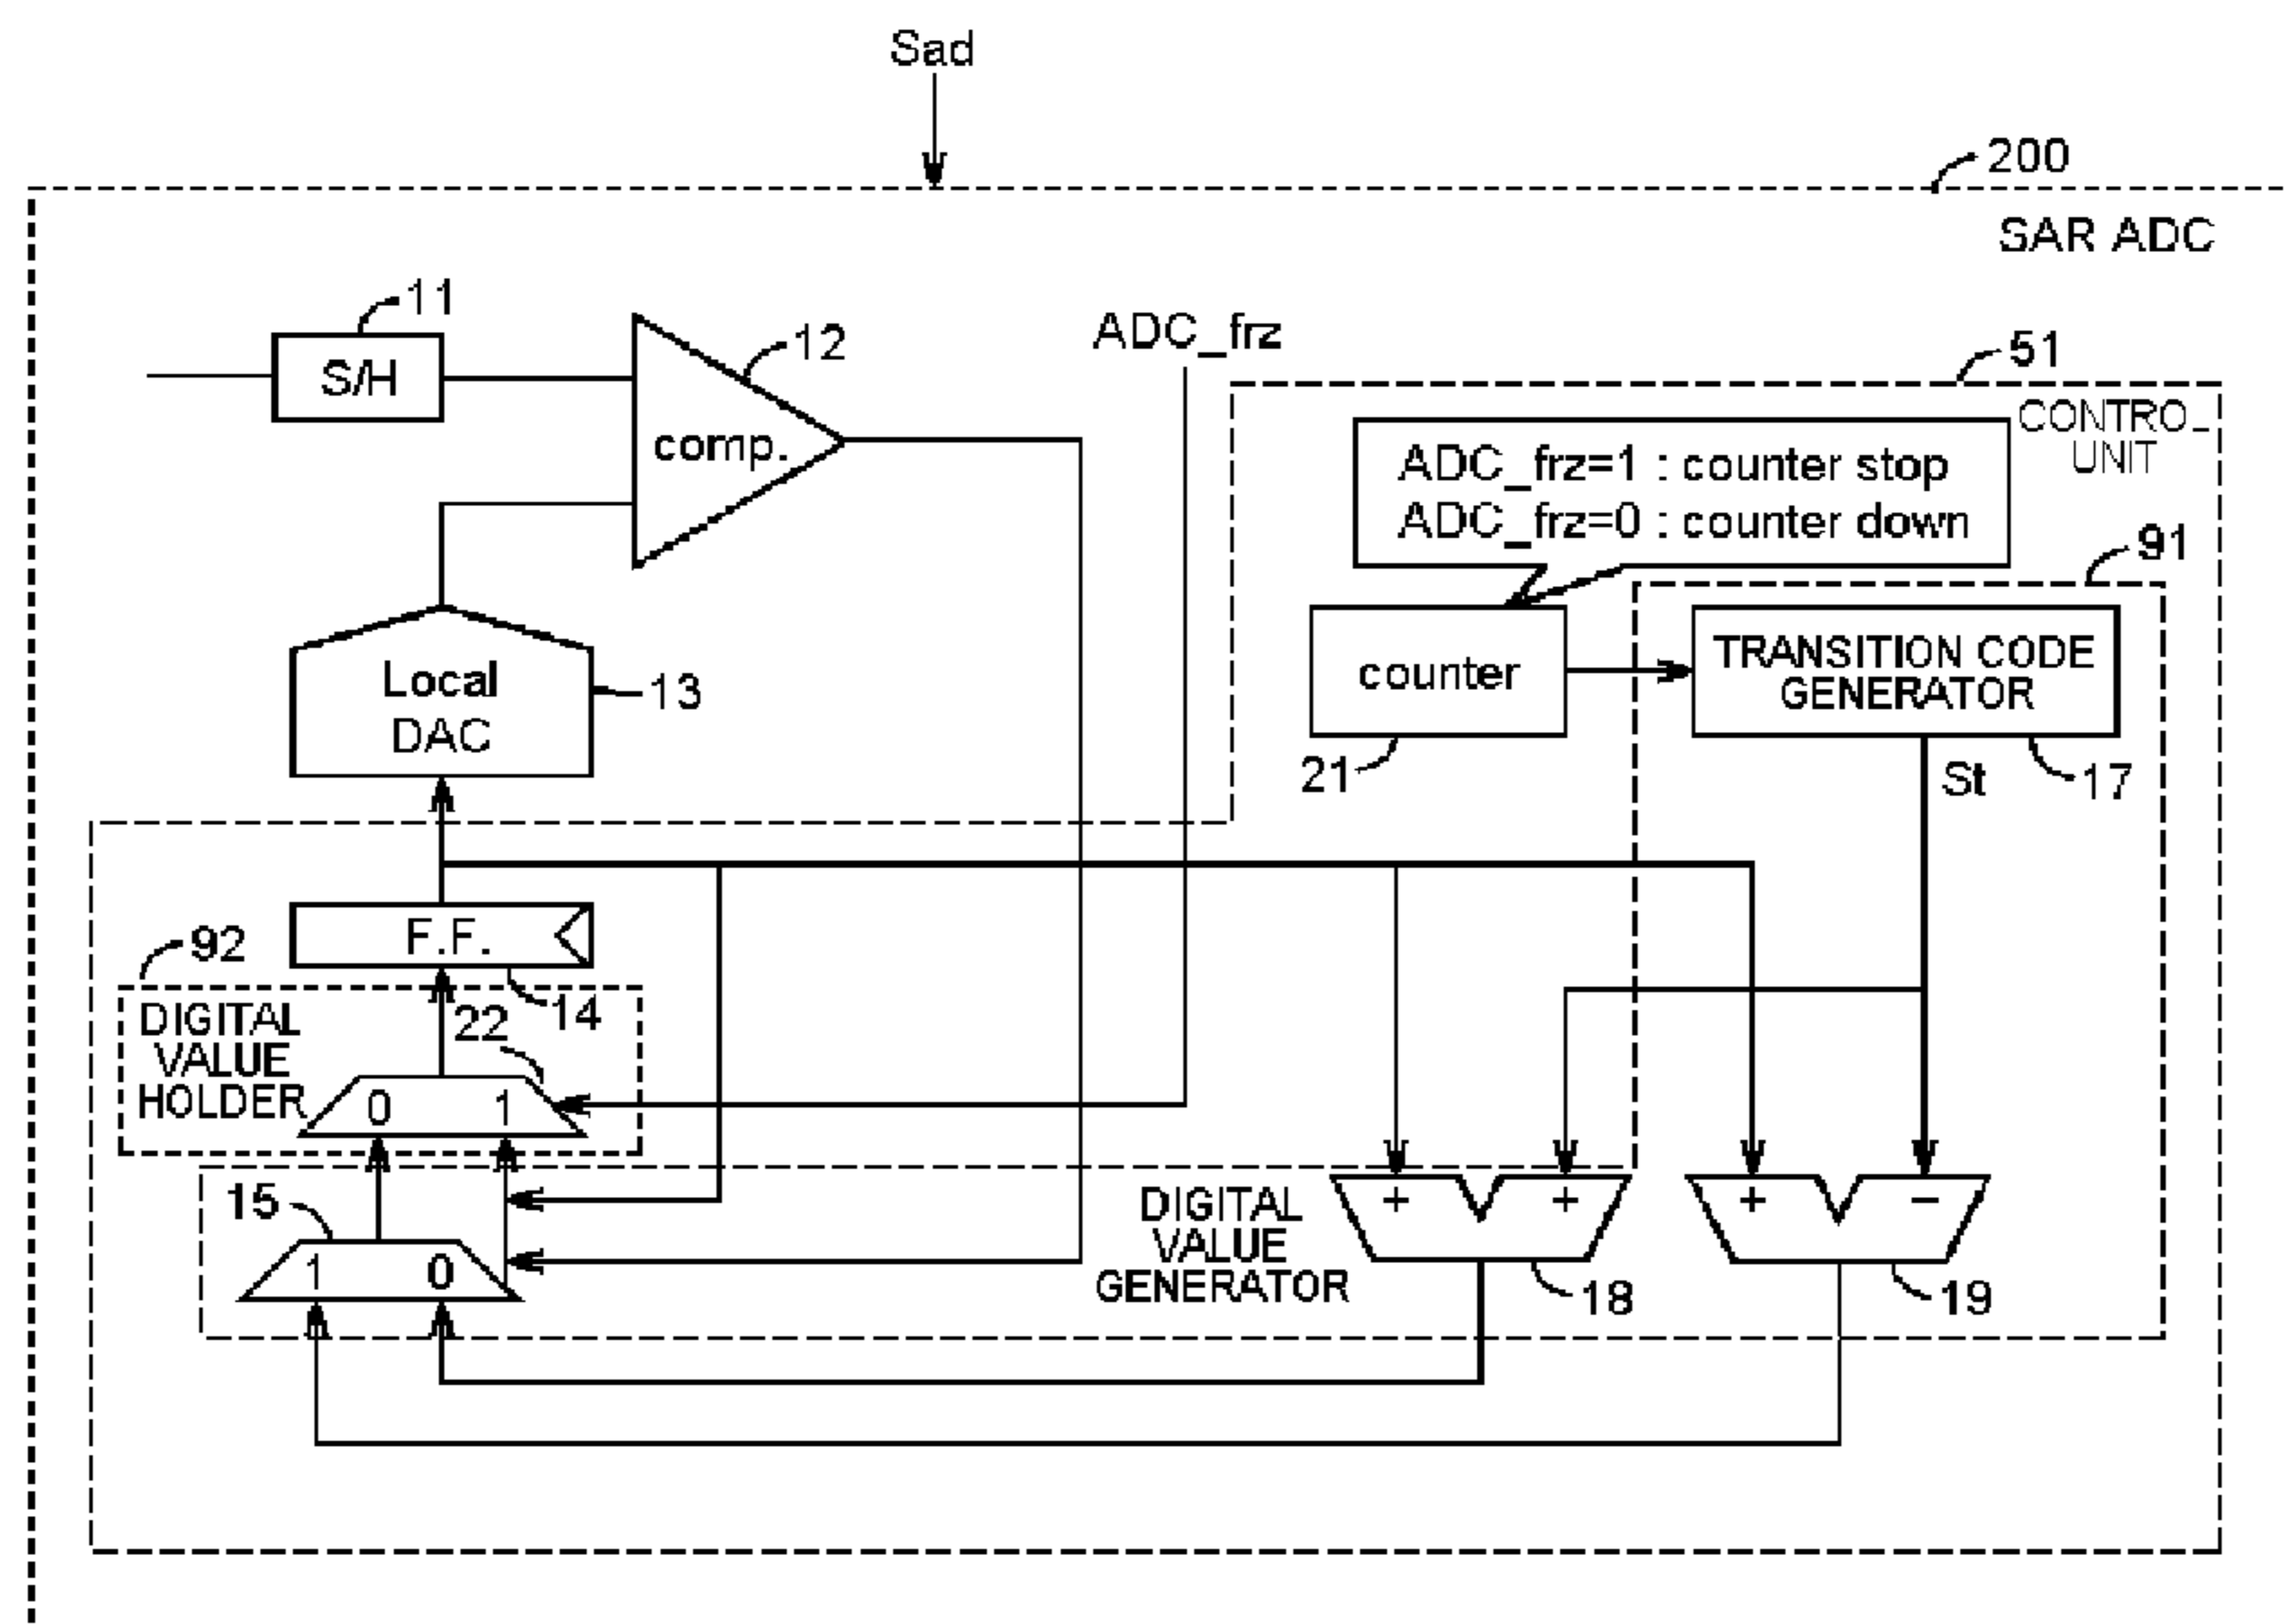 Sad
200
SAR ADC
11
S/H
12
comp.
ADC_frz
51
CONTRO_
UNIT
ADC_frz=1 : counter stop
ADC_frz=0 : counter down
91
counter
21
TRANSITION CODE
GENERATOR
17
St
Local
DAC
13
92
F.F.
14
DIGITAL
VALUE
HOLDER
22
0 1
15
1 0
DIGITAL
VALUE
GENERATOR
+ +
18
+ −
19